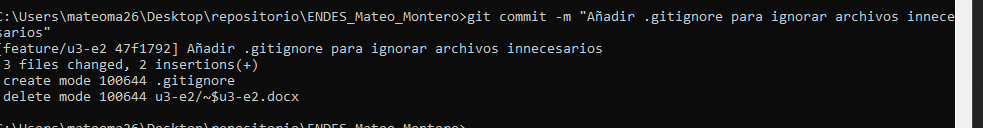 C:\Users\mateoma26\Desktop\repositorio\ENDES_Mateo_Montero>git commit -m "Añadir .gitignore para ignorar archivos innece
sarios"
[feature/u3-e2 47f1792] Añadir .gitignore para ignorar archivos innecesarios
3 files changed, 2 insertions(+)
create mode 100644 .gitignore
delete mode 100644 u3-e2/~$u3-e2.docx
C:\Users\mateoma26\Desktop\repositorio\ENDES_Mateo_Montero>